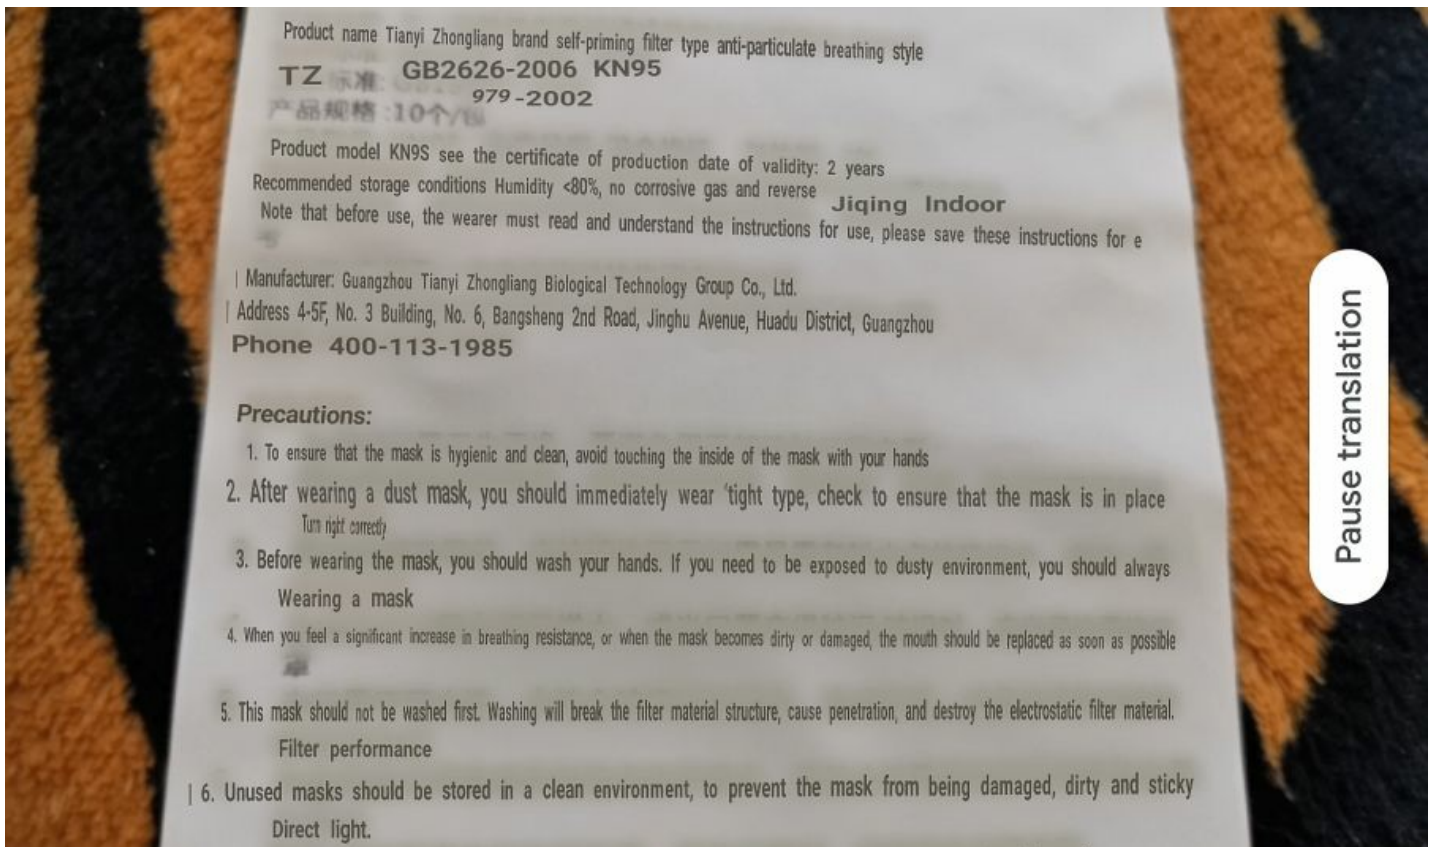 Product name Tianyi Zhongliang brand self-priming filter type anti-particulate breathing style
TZ 标准: GB2626-2006 KN95
979-2002
产品规格:10个/包
Product model KN9S see the certificate of production date of validity: 2 years
Recommended storage conditions Humidity <80%, no corrosive gas and reverse
Jiqing Indoor
Note that before use, the wearer must read and understand the instructions for use, please save these instructions for e
| Manufacturer: Guangzhou Tianyi Zhongliang Biological Technology Group Co., Ltd.
| Address 4-5F, No. 3 Building, No. 6, Bangsheng 2nd Road, Jinghu Avenue, Huadu District, Guangzhou
Phone 400-113-1985
Precautions:
1. To ensure that the mask is hygienic and clean, avoid touching the inside of the mask with your hands
2. After wearing a dust mask, you should immediately wear 'tight type, check to ensure that the mask is in place
Turn right correctly
3. Before wearing the mask, you should wash your hands. If you need to be exposed to dusty environment, you should always
Wearing a mask
4. When you feel a significant increase in breathing resistance, or when the mask becomes dirty or damaged, the mouth should be replaced as soon as possible
5. This mask should not be washed first. Washing will break the filter material structure, cause penetration, and destroy the electrostatic filter material.
Filter performance
| 6. Unused masks should be stored in a clean environment, to prevent the mask from being damaged, dirty and sticky
Direct light.
Pause translation